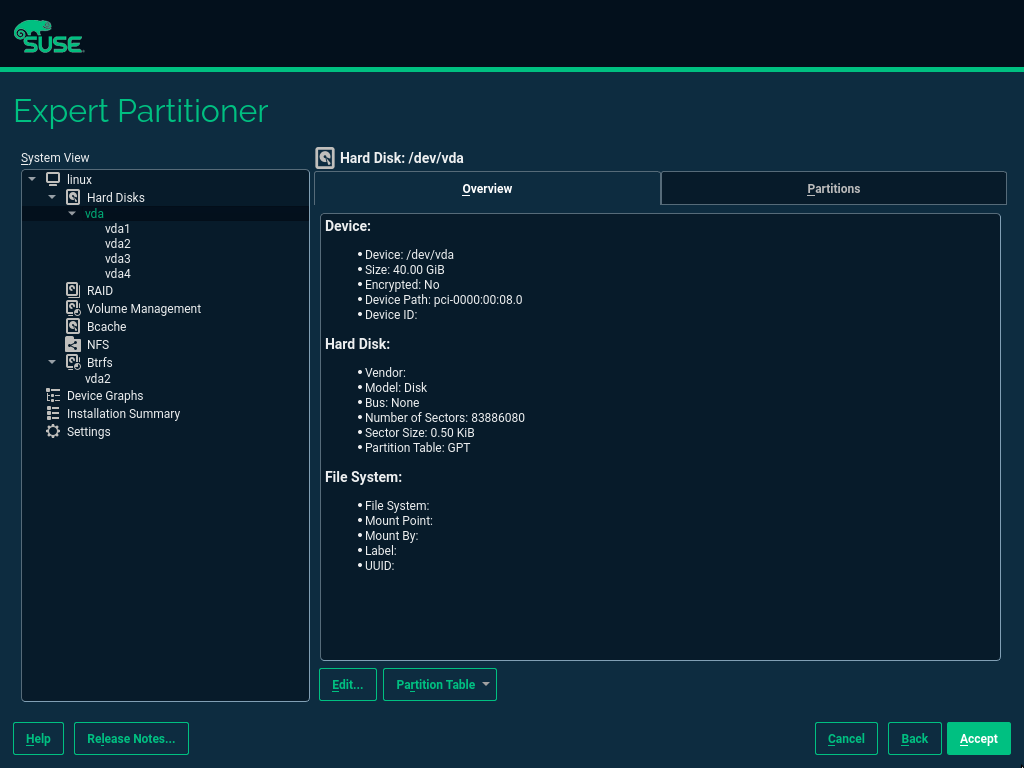 SUSE
Expert Partitioner
System View
linux
Hard Disks
vda
vda1
vda2
vda3
vda4
RAID
Volume Management
Bcache
NFS
Btrfs
vda2
Device Graphs
Installation Summary
Settings
Hard Disk: /dev/vda
Overview
Partitions
Device:
• Device: /dev/vda
• Size: 40.00 GiB
• Encrypted: No
• Device Path: pci-0000:00:08.0
• Device ID:
Hard Disk:
• Vendor:
• Model: Disk
• Bus: None
• Number of Sectors: 83886080
• Sector Size: 0.50 KiB
• Partition Table: GPT
File System:
• File System:
• Mount Point:
• Mount By:
• Label:
• UUID:
Edit...
Partition Table
Help
Release Notes...
Cancel
Back
Accept